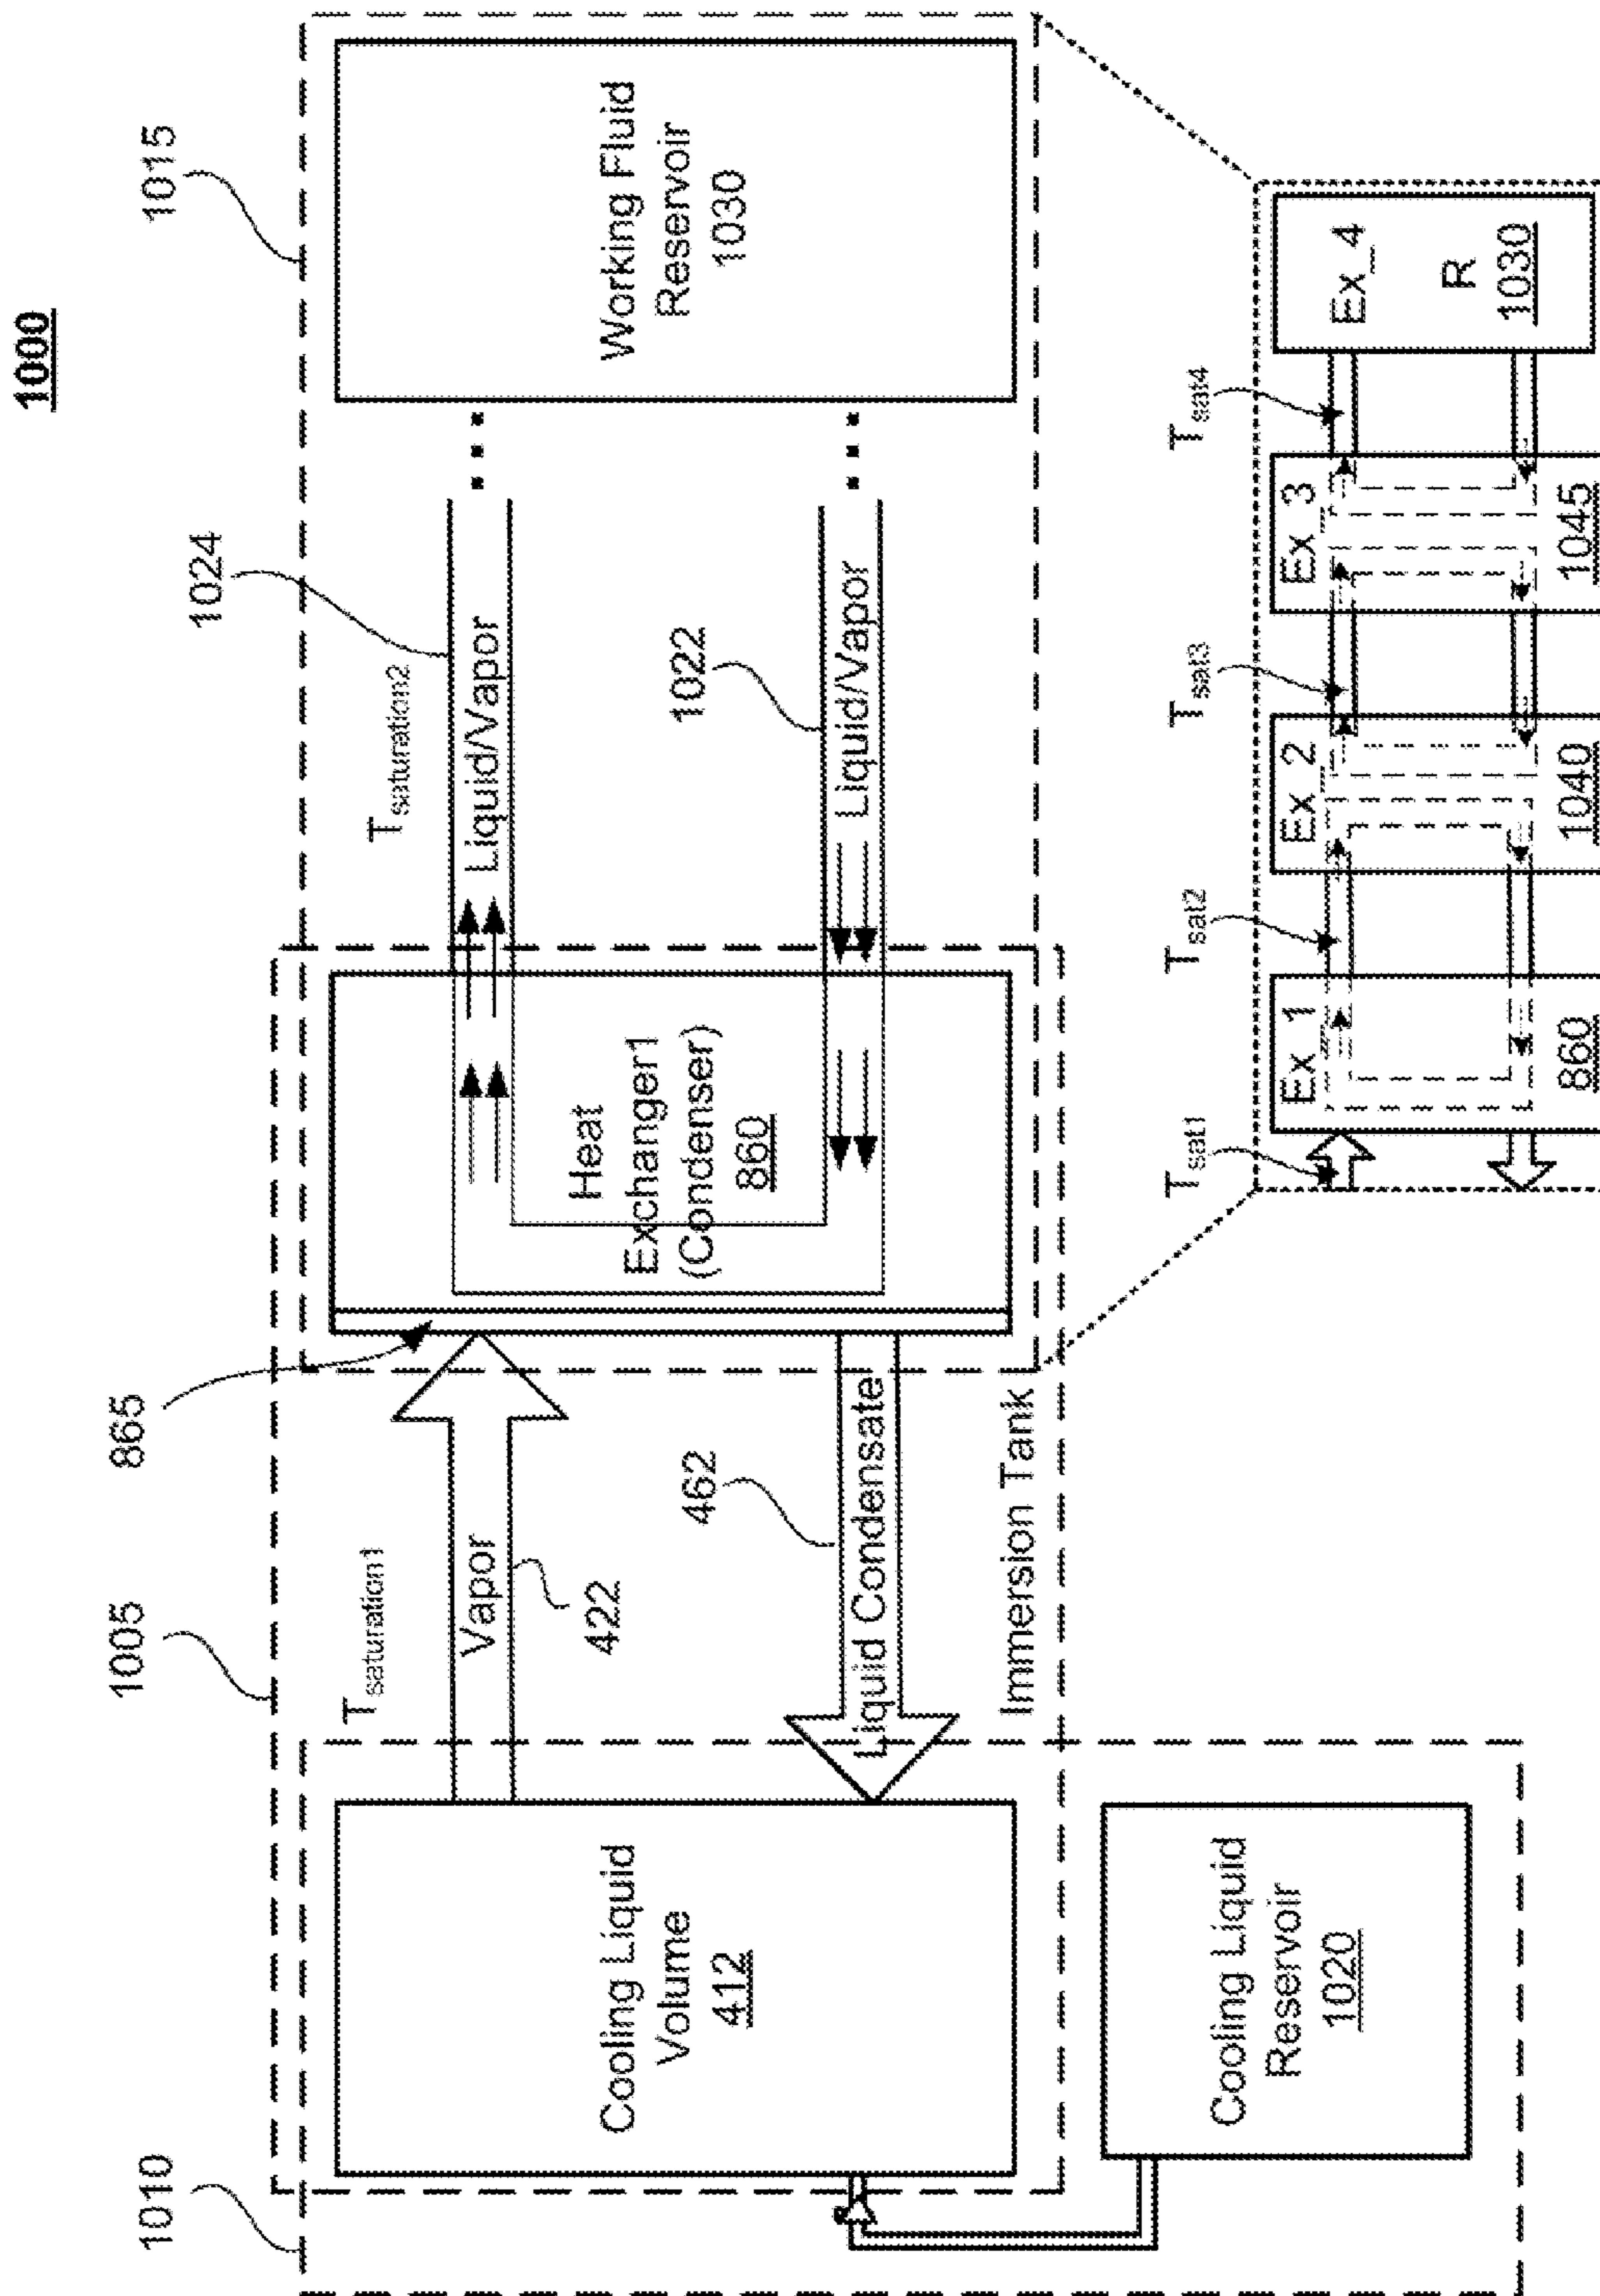 1000
1010
1005
865
1024
1015
T saturation1
Vapor
422
T saturation2
Liquid/Vapor
Cooling Liquid
Volume
412
Heat
Exchanger1
(Condenser)
860
Working Fluid
Reservoir
1030
462
Liquid Condensate
1022
Liquid/Vapor
Immersion Tank
Cooling Liquid
Reservoir
1020
Tsat1
Tsat2
Tsat3
Tsat4
Ex_1
860
Ex_2
1040
Ex_3
1045
Ex_4
R
1030